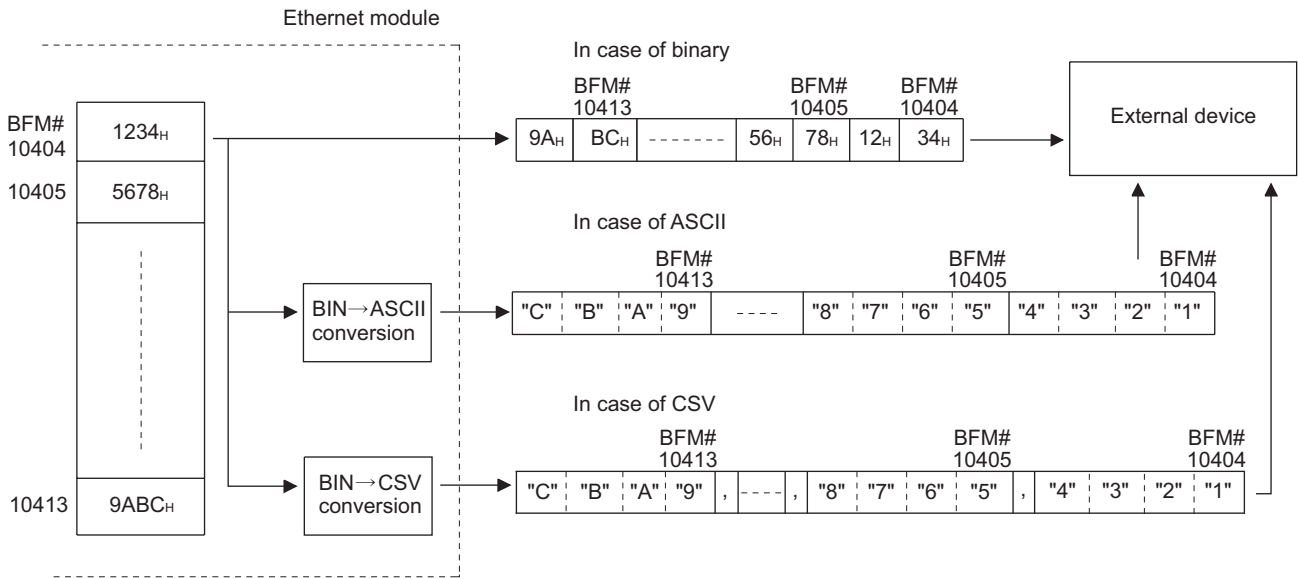 Ethernet module
In case of binary
BFM# 10413
BFM# 10405
BFM# 10404
9AH BCH ------- 56H 78H 12H 34H
External device
BFM# 10404 1234H
10405 5678H
10413 9ABCH
In case of ASCII
BFM# 10413
BFM# 10405
BFM# 10404
BIN→ASCII
conversion
"C" "B" "A" "9" ---- "8" "7" "6" "5" "4" "3" "2" "1"
In case of CSV
BFM# 10413
BFM# 10405
BFM# 10404
BIN→CSV
conversion
"C" "B" "A" "9" , ---- , "8" "7" "6" "5" , "4" "3" "2" "1"